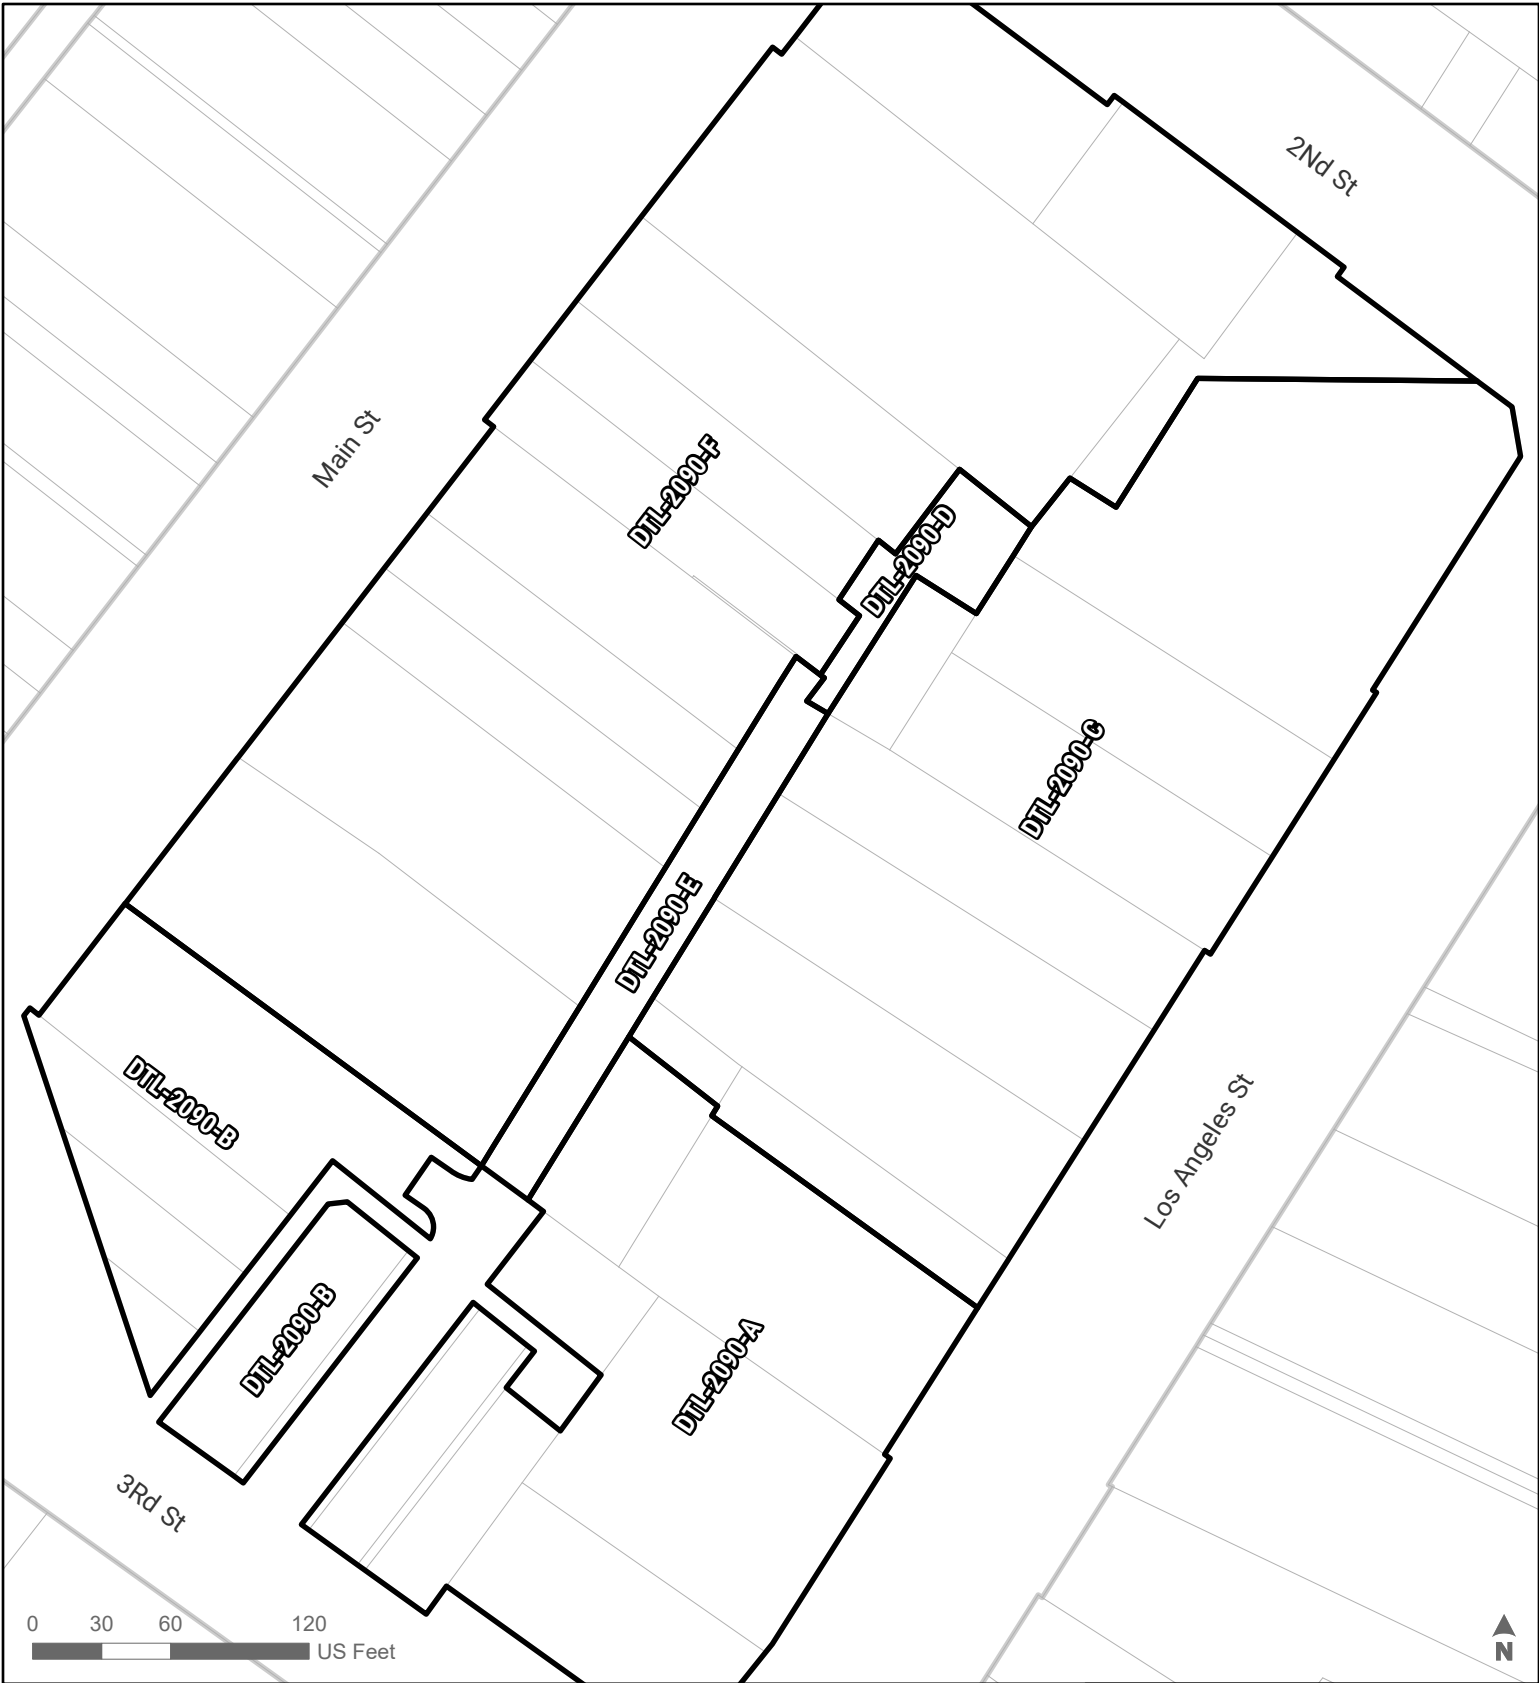 2Nd St
Main St
DTL-2090-F
DTL-2090-D
DTL-2090-C
DTL-2090-E
DTL-2090-B
Los Angeles St
DTL-2090-B
DTL-2090-A
3Rd St
0 30 60 120
US Feet
N